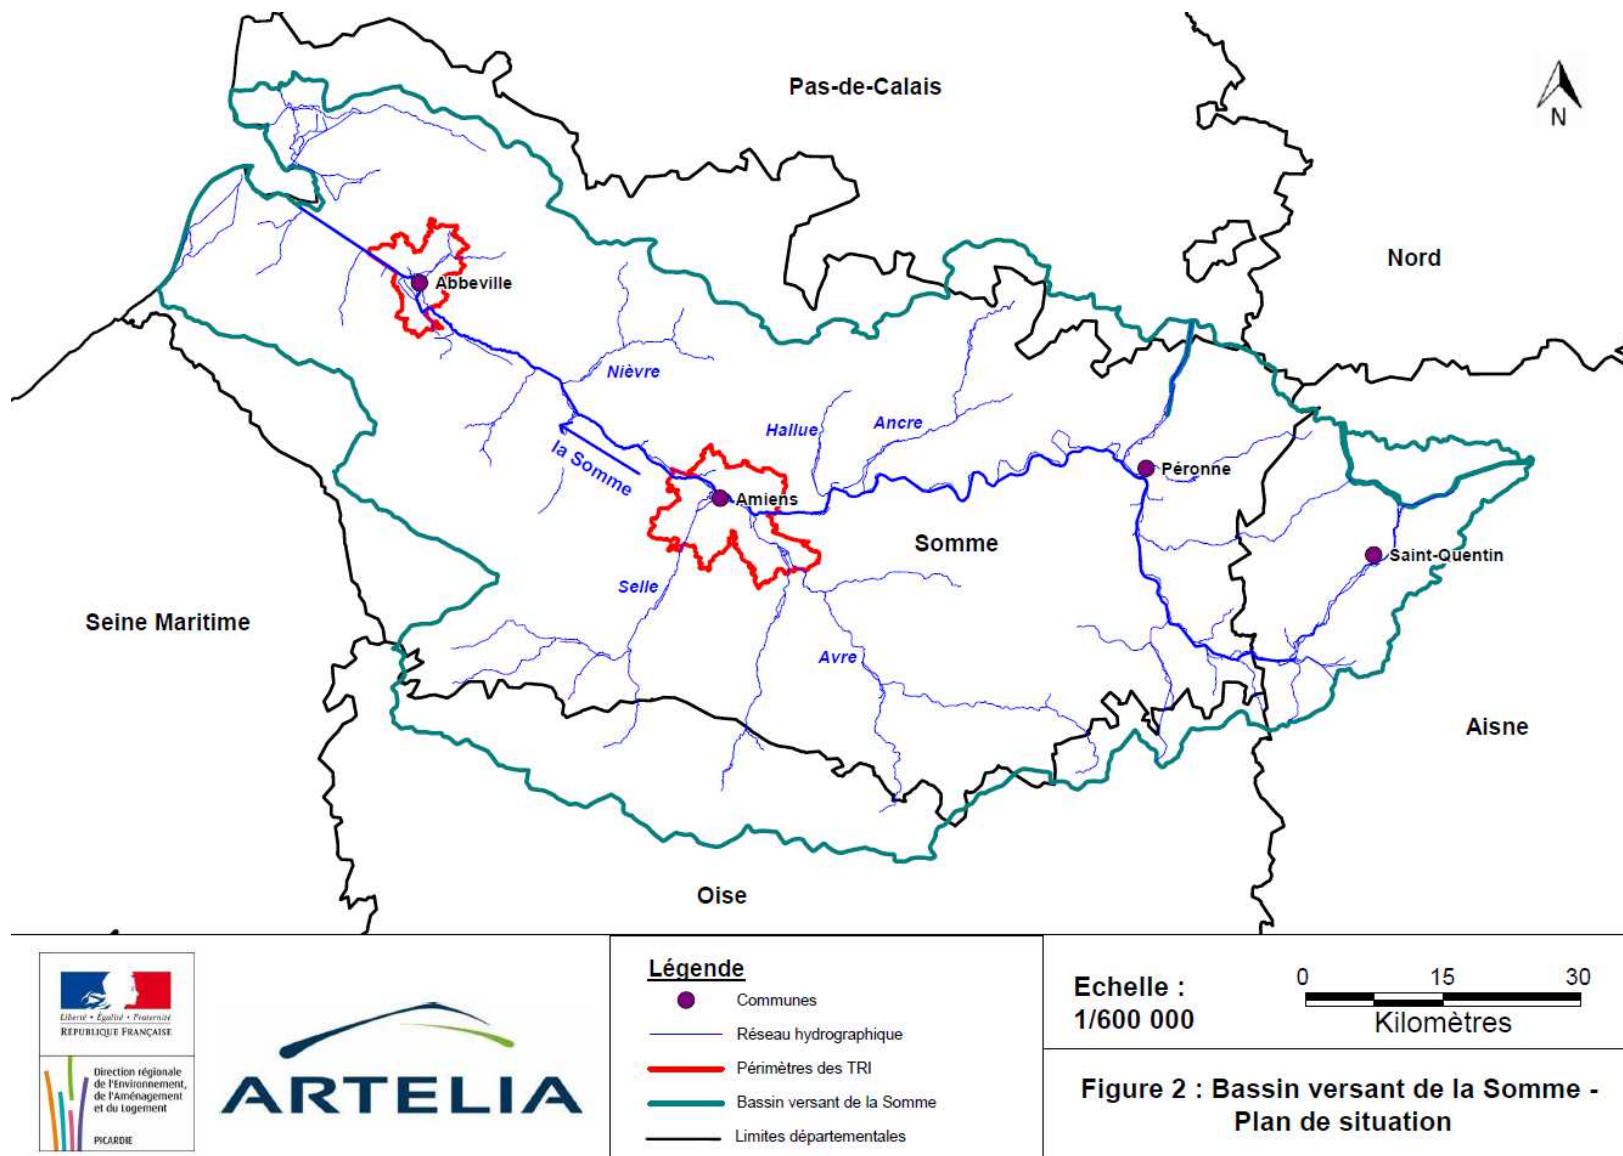 Pas-de-Calais
N
Nord
Abbeville
Nièvre
Hallue
Ancre
la Somme
Péronne
Amiens
Somme
Saint-Quentin
Selle
Seine Maritime
Avre
Aisne
Oise
Liberté • Égalité • Fraternité
RÉPUBLIQUE FRANÇAISE
Direction régionale
de l'Environnement,
de l'Aménagement
et du Logement
PICARDIE
ARTELIA
Légende
Communes
Réseau hydrographique
Périmètres des TRI
Bassin versant de la Somme
Limites départementales
Echelle :
1/600 000
0 15 30
Kilomètres
Figure 2 : Bassin versant de la Somme -
Plan de situation